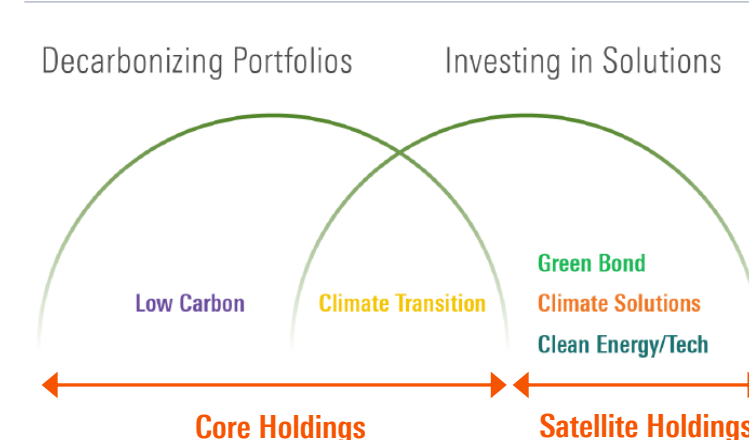 Decarbonizing Portfolios
Investing in Solutions
Green Bond
Low Carbon
Climate Transition
Climate Solutions
Clean Energy/Tech
Core Holdings
Satellite Holdings